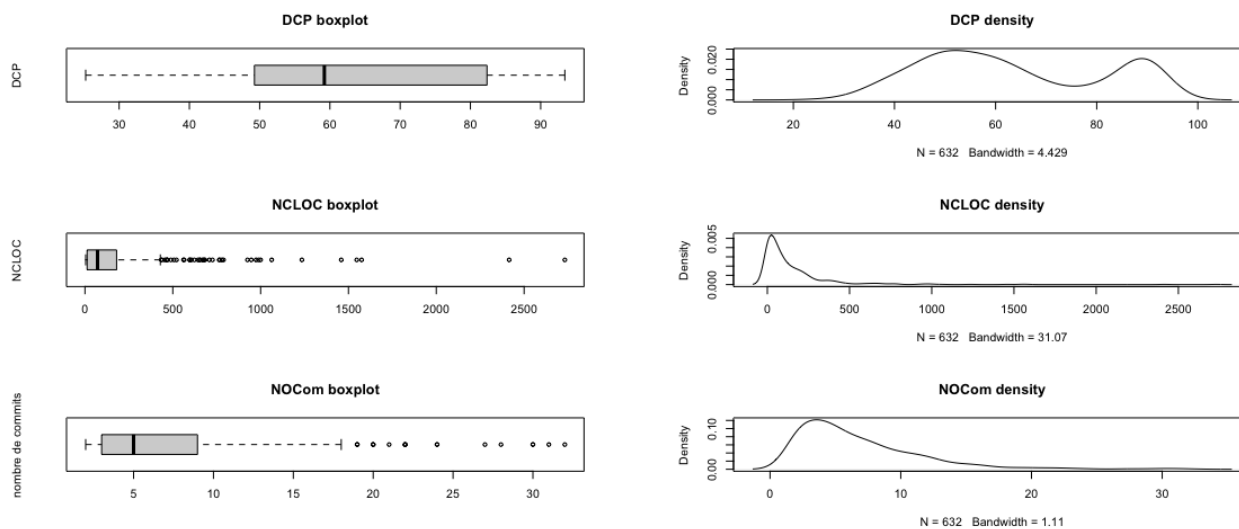 DCP boxplot
DCP
30 40 50 60 70 80 90
DCP density
Density
0.000 0.020
20 40 60 80 100
N = 632 Bandwidth = 4.429
NCLOC boxplot
NCLOC
0 500 1000 1500 2000 2500
NCLOC density
Density
0.000 0.005
0 500 1000 1500 2000 2500
N = 632 Bandwidth = 31.07
NOCom boxplot
nombre de commits
5 10 15 20 25 30
NOCom density
Density
0.00 0.10
0 10 20 30
N = 632 Bandwidth = 1.11